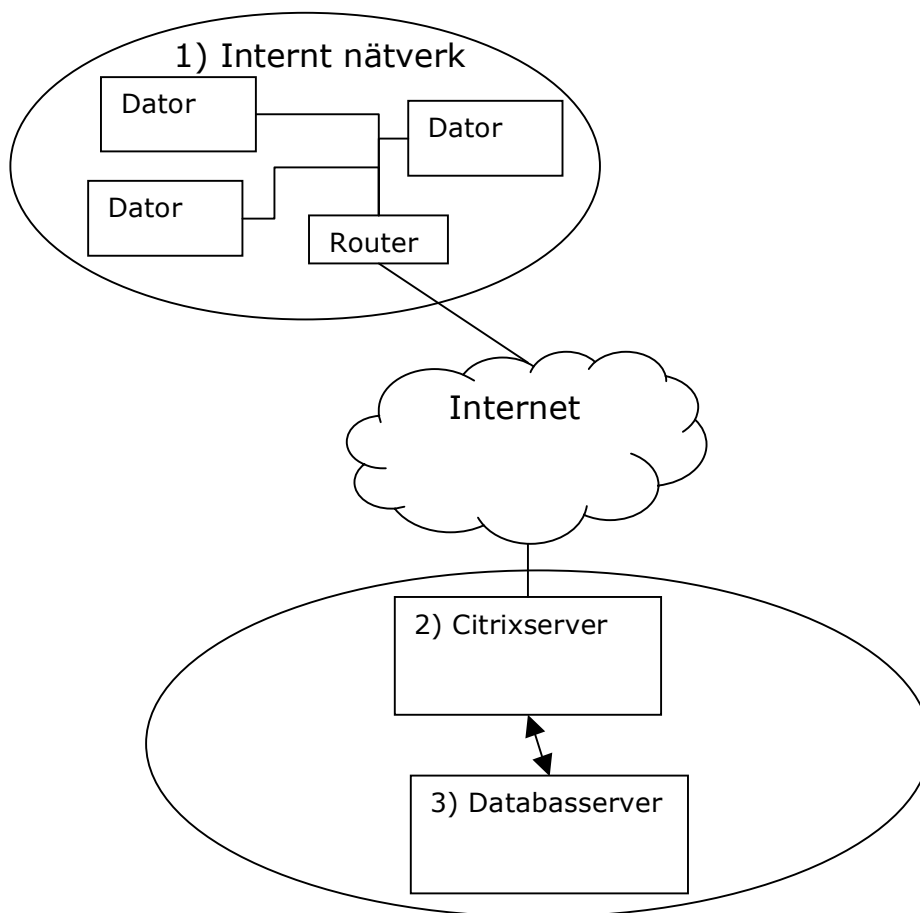 1) Internt nätverk
Dator
Dator
Dator
Router
Internet
2) Citrixserver
3) Databasserver